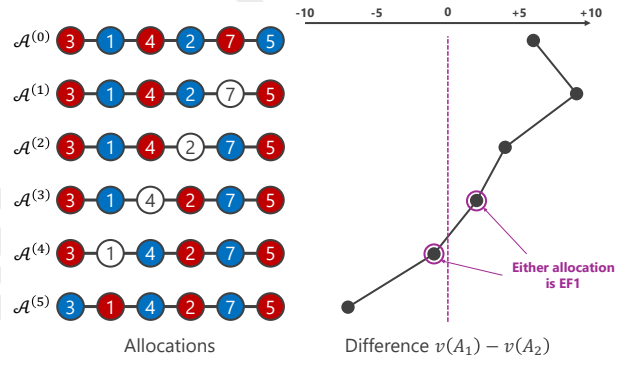 -10 -5 0 +5 +10
𝒜⁽⁰⁾ 3 1 4 2 7 5
𝒜⁽¹⁾ 3 1 4 2 7 5
𝒜⁽²⁾ 3 1 4 2 7 5
𝒜⁽³⁾ 3 1 4 2 7 5
𝒜⁽⁴⁾ 3 1 4 2 7 5
𝒜⁽⁵⁾ 3 1 4 2 7 5
Either allocation
is EF1
Allocations
Difference 𝑣(𝐴₁) − 𝑣(𝐴₂)